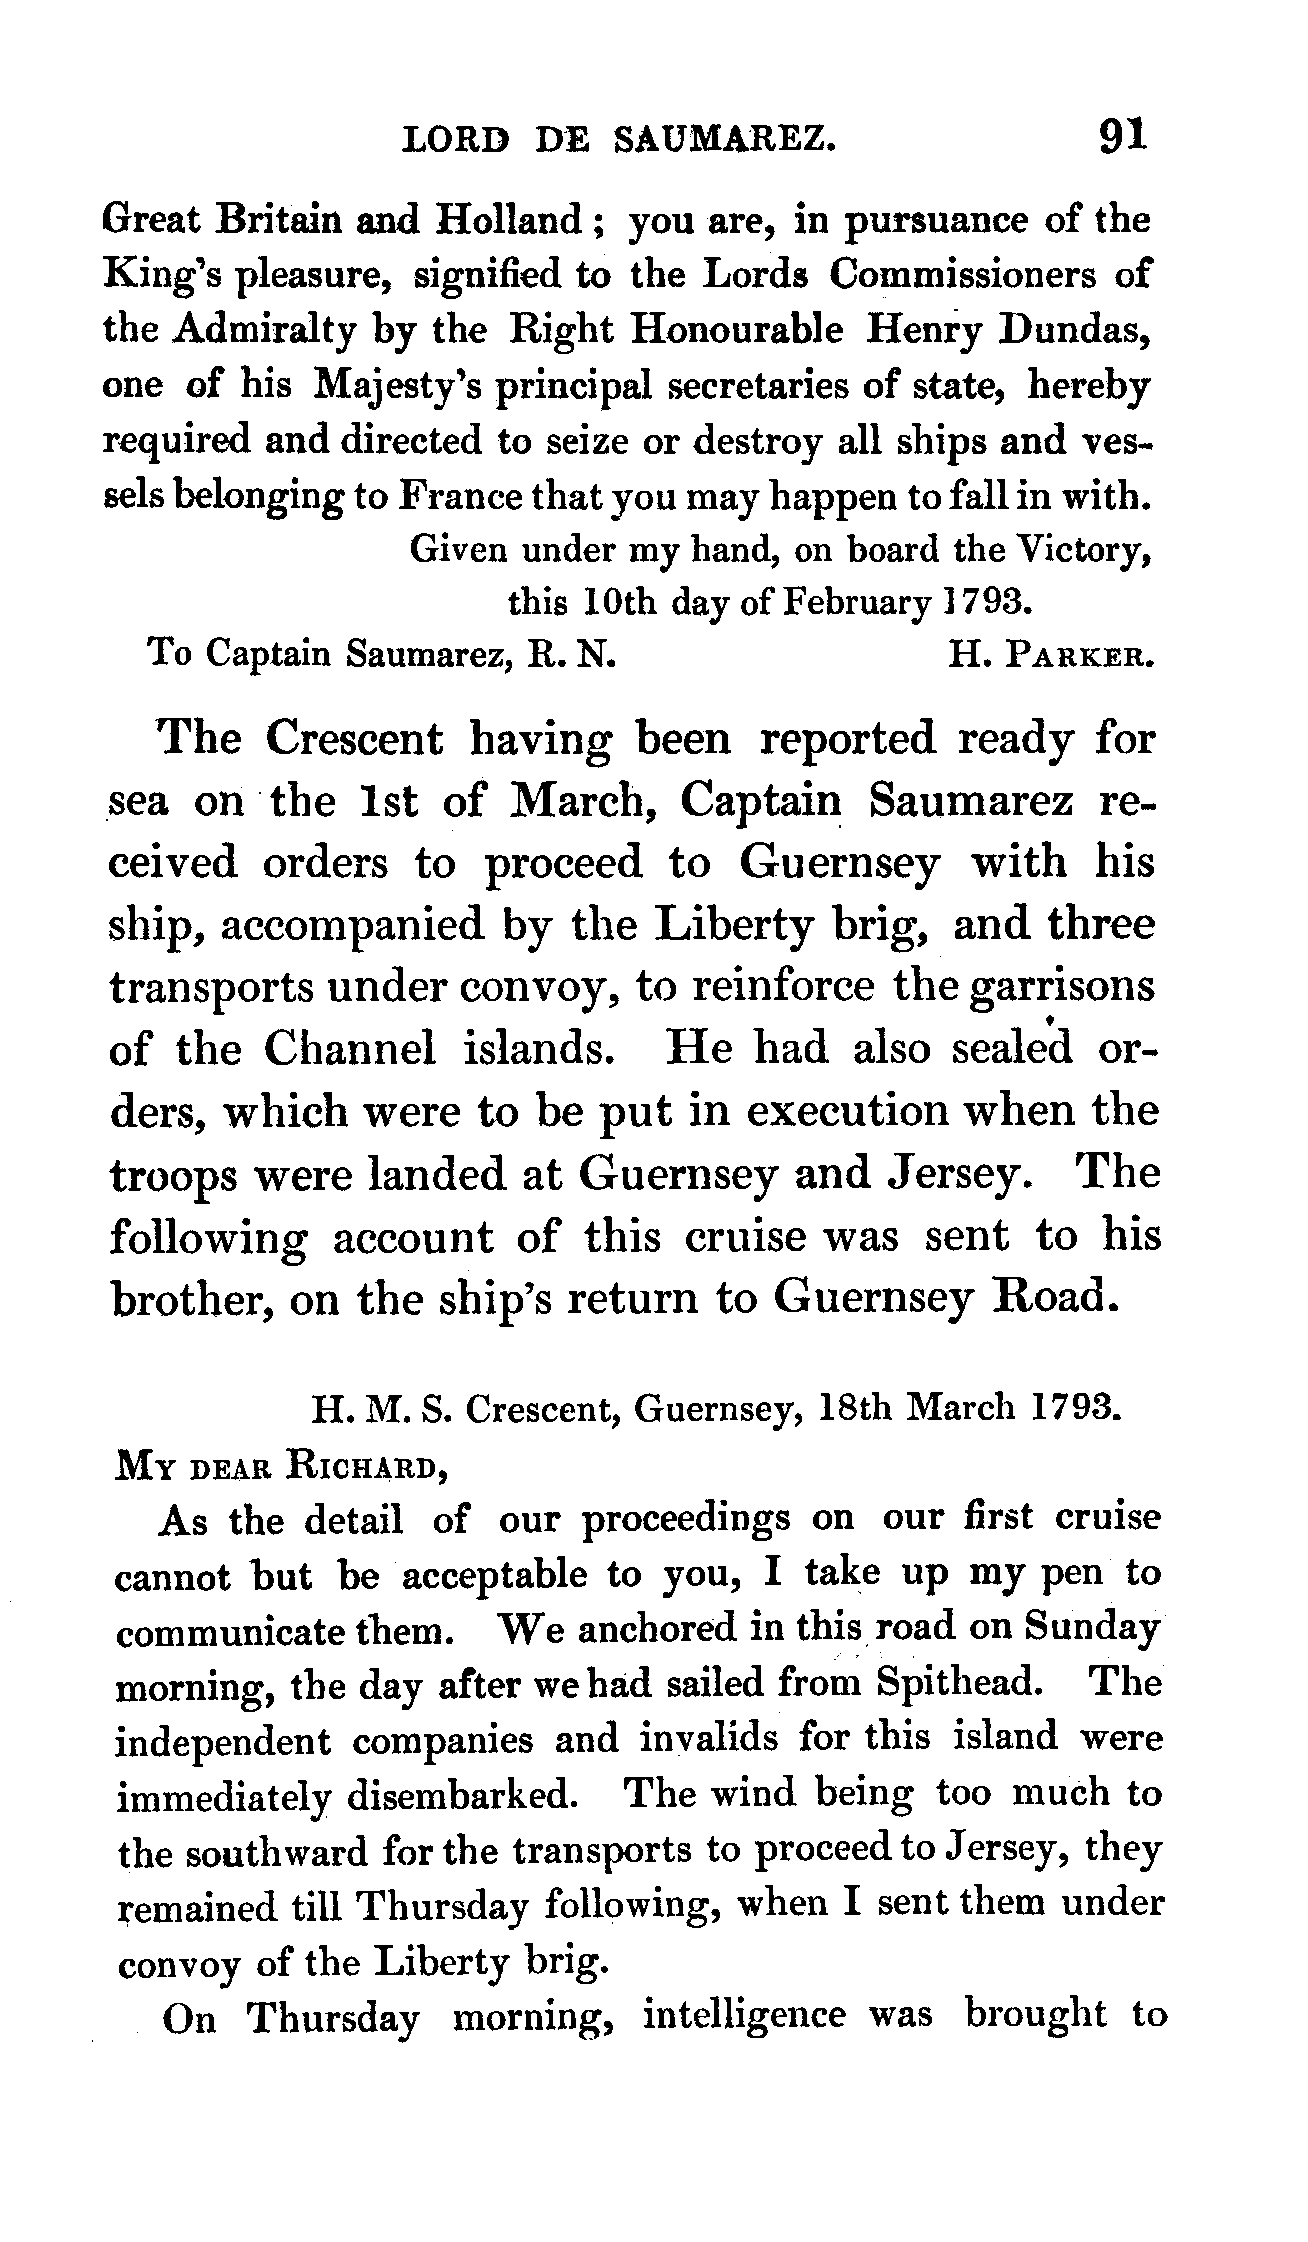 LORD DE SAUMAREZ. 91
Great Britain and Holland ; you are, in pursuance of the
King's pleasure, signified to the Lords Commissioners of
the Admiralty by the Right Honourable Henry Dundas,
one of his Majesty's principal secretaries of state, hereby
required and directed to seize or destroy all ships and ves-
sels belonging to France that you may happen to fall in with.
Given under my hand, on board the Victory,
this 10th day of February 1793.
To Captain Saumarez, R. N. H. PARKER.
The Crescent having been reported ready for
sea on the 1st of March, Captain Saumarez re-
ceived orders to proceed to Guernsey with his
ship, accompanied by the Liberty brig, and three
transports under convoy, to reinforce the garrisons
of the Channel islands. He had also sealed or-
ders, which were to be put in execution when the
troops were landed at Guernsey and Jersey. The
following account of this cruise was sent to his
brother, on the ship's return to Guernsey Road.
H. M. S. Crescent, Guernsey, 18th March 1793.
MY DEAR RICHARD,
As the detail of our proceedings on our first cruise
cannot but be acceptable to you, I take up my pen to
communicate them. We anchored in this road on Sunday
morning, the day after we had sailed from Spithead. The
independent companies and invalids for this island were
immediately disembarked. The wind being too much to
the southward for the transports to proceed to Jersey, they
remained till Thursday following, when I sent them under
convoy of the Liberty brig.
On Thursday morning, intelligence was brought to